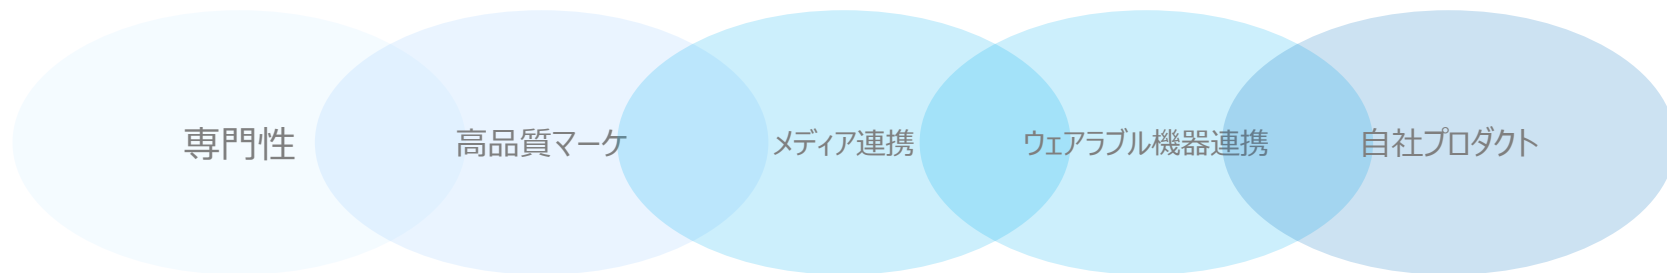 専門性
高品質マーケ
メディア連携
ウェアラブル機器連携
自社プロダクト